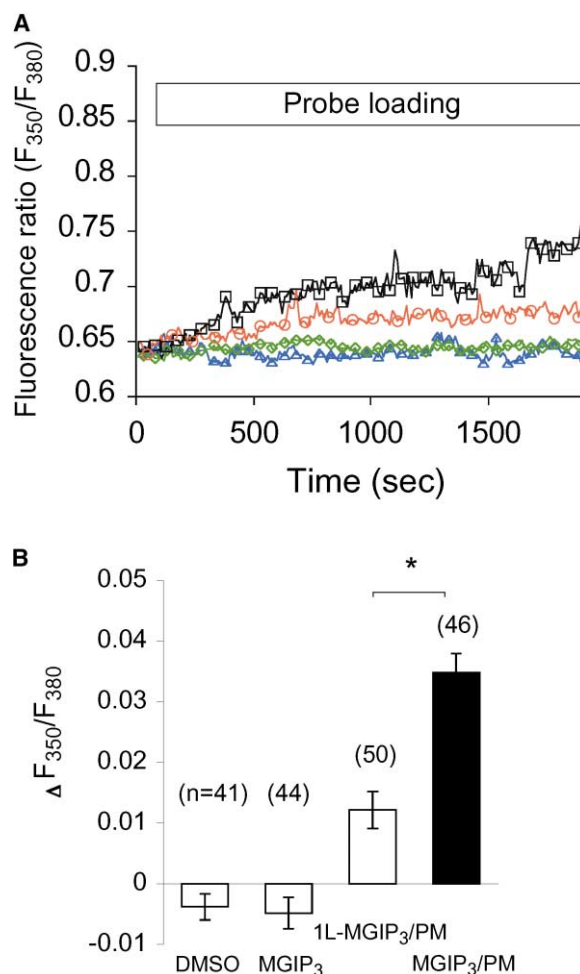 A
Fluorescence ratio (F350/F380)
0.9
0.85
0.8
0.75
0.7
0.65
0.6
Probe loading
0 500 1000 1500
Time (sec)
B
Δ F350/F380
0.05
0.04
0.03
0.02
0.01
0
-0.01
*
(46)
(50)
(n=41) (44)
1L-MGIP3/PM
DMSO MGIP3 MGIP3/PM